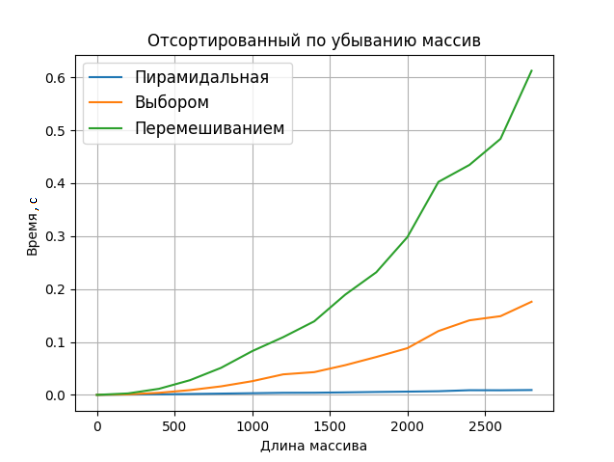 Отсортированный по убыванию массив
Пирамидальная
Выбором
Перемешиванием
0.6
0.5
0.4
0.3
0.2
0.1
0.0
Время,с
0 500 1000 1500 2000 2500
Длина массива